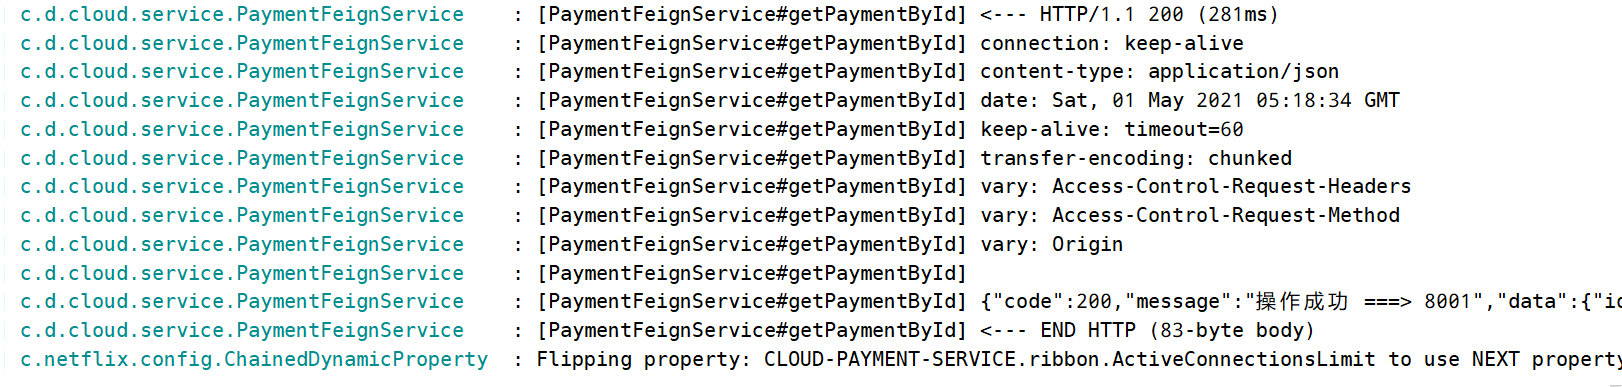 c.d.cloud.service.PaymentFeignService : [PaymentFeignService#getPaymentById] <--- HTTP/1.1 200 (281ms)
c.d.cloud.service.PaymentFeignService : [PaymentFeignService#getPaymentById] connection: keep-alive
c.d.cloud.service.PaymentFeignService : [PaymentFeignService#getPaymentById] content-type: application/json
c.d.cloud.service.PaymentFeignService : [PaymentFeignService#getPaymentById] date: Sat, 01 May 2021 05:18:34 GMT
c.d.cloud.service.PaymentFeignService : [PaymentFeignService#getPaymentById] keep-alive: timeout=60
c.d.cloud.service.PaymentFeignService : [PaymentFeignService#getPaymentById] transfer-encoding: chunked
c.d.cloud.service.PaymentFeignService : [PaymentFeignService#getPaymentById] vary: Access-Control-Request-Headers
c.d.cloud.service.PaymentFeignService : [PaymentFeignService#getPaymentById] vary: Access-Control-Request-Method
c.d.cloud.service.PaymentFeignService : [PaymentFeignService#getPaymentById] vary: Origin
c.d.cloud.service.PaymentFeignService : [PaymentFeignService#getPaymentById]
c.d.cloud.service.PaymentFeignService : [PaymentFeignService#getPaymentById] {"code":200,"message":"操作成功 ===> 8001","data":{"id
c.d.cloud.service.PaymentFeignService : [PaymentFeignService#getPaymentById] <--- END HTTP (83-byte body)
c.netflix.config.ChainedDynamicProperty : Flipping property: CLOUD-PAYMENT-SERVICE.ribbon.ActiveConnectionsLimit to use NEXT property